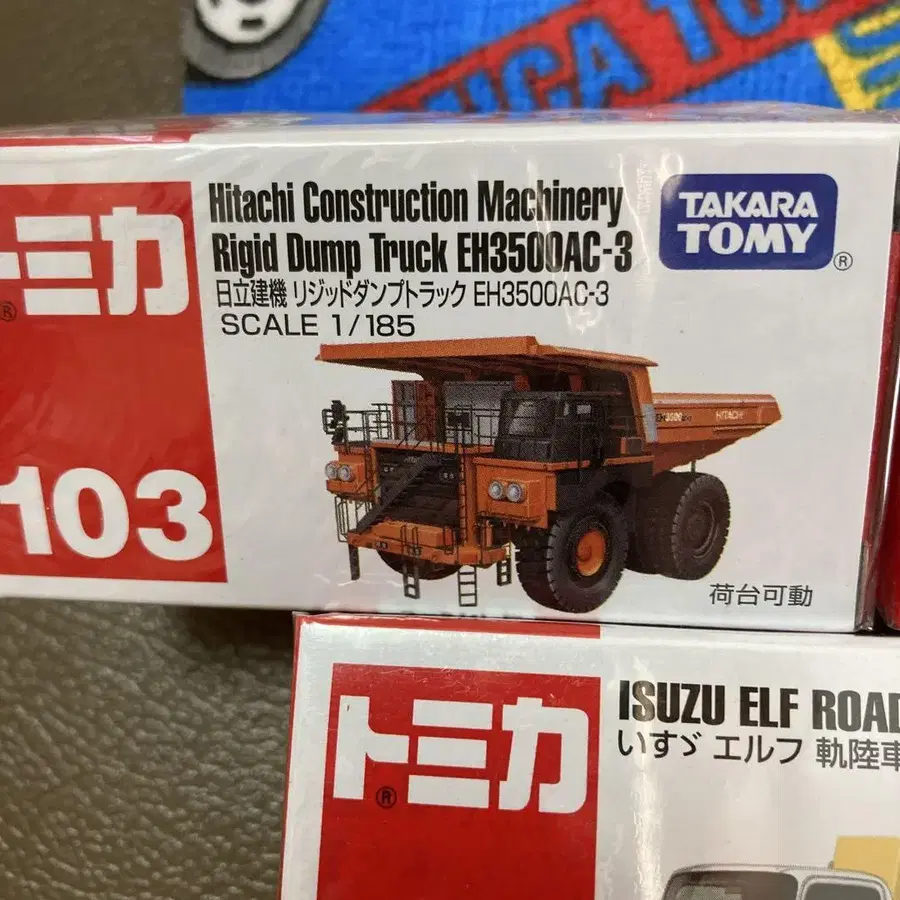 トミカ
®
103
Hitachi Construction Machinery
Rigid Dump Truck EH3500AC-3
日立建機 リジッドダンプトラック EH3500AC-3
SCALE 1/185
TAKARA
TOMY
®
HITACHI
荷台可動
トミカ
®
ISUZU ELF ROAD
いすゞ エルフ 軌陸車